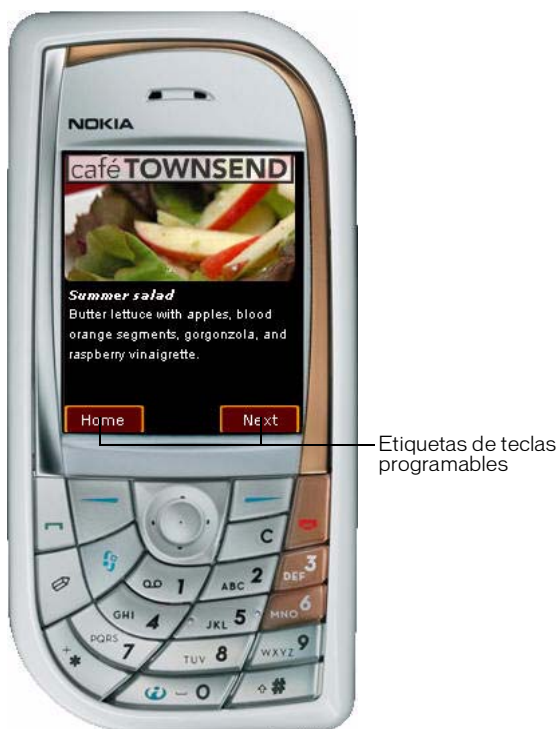 NOKIA
café TOWNSEND
Summer salad
Butter lettuce with apples, blood
orange segments, gorgonzola, and
raspberry vinaigrette.
Home Next
Etiquetas de teclas
programables
C
1 ABC 2 DEF 3
GHI 4 JKL 5 MNO 6
PQRS 7 TUV 8 WXYZ 9
+ * 0 #